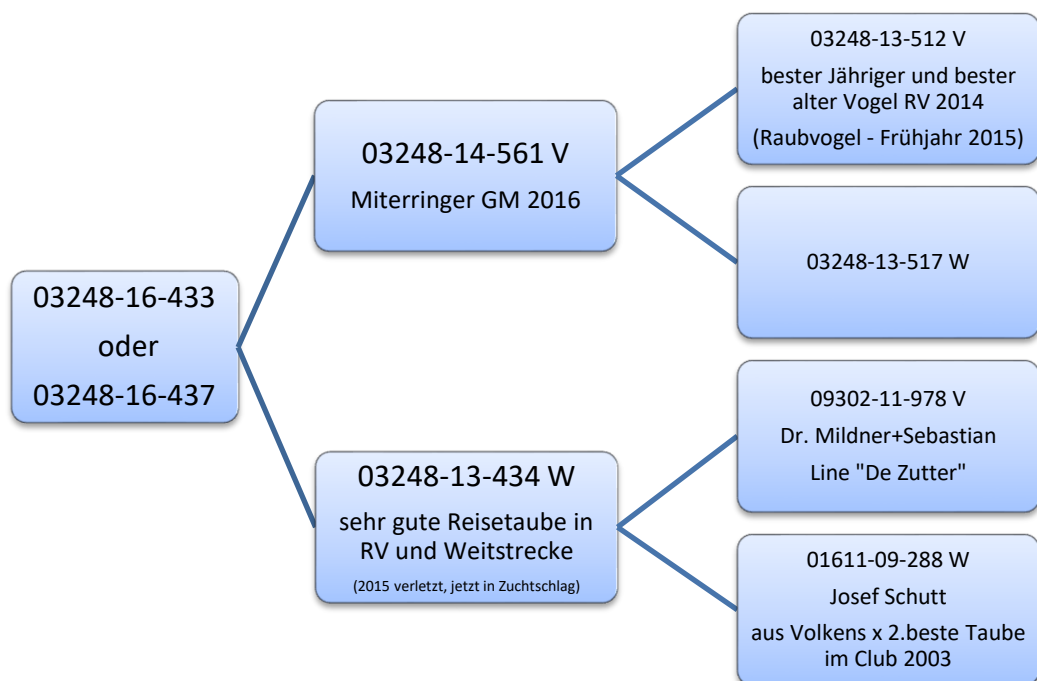 03248-16-433
oder
03248-16-437
03248-14-561 V
Miterringer GM 2016
03248-13-434 W
sehr gute Reisetaube in
RV und Weitstrecke
(2015 verletzt, jetzt in Zuchtschlag)
03248-13-512 V
bester Jähriger und bester
alter Vogel RV 2014
(Raubvogel - Frühjahr 2015)
03248-13-517 W
09302-11-978 V
Dr. Mildner+Sebastian
Line "De Zutter"
01611-09-288 W
Josef Schutt
aus Volkens x 2.beste Taube
im Club 2003